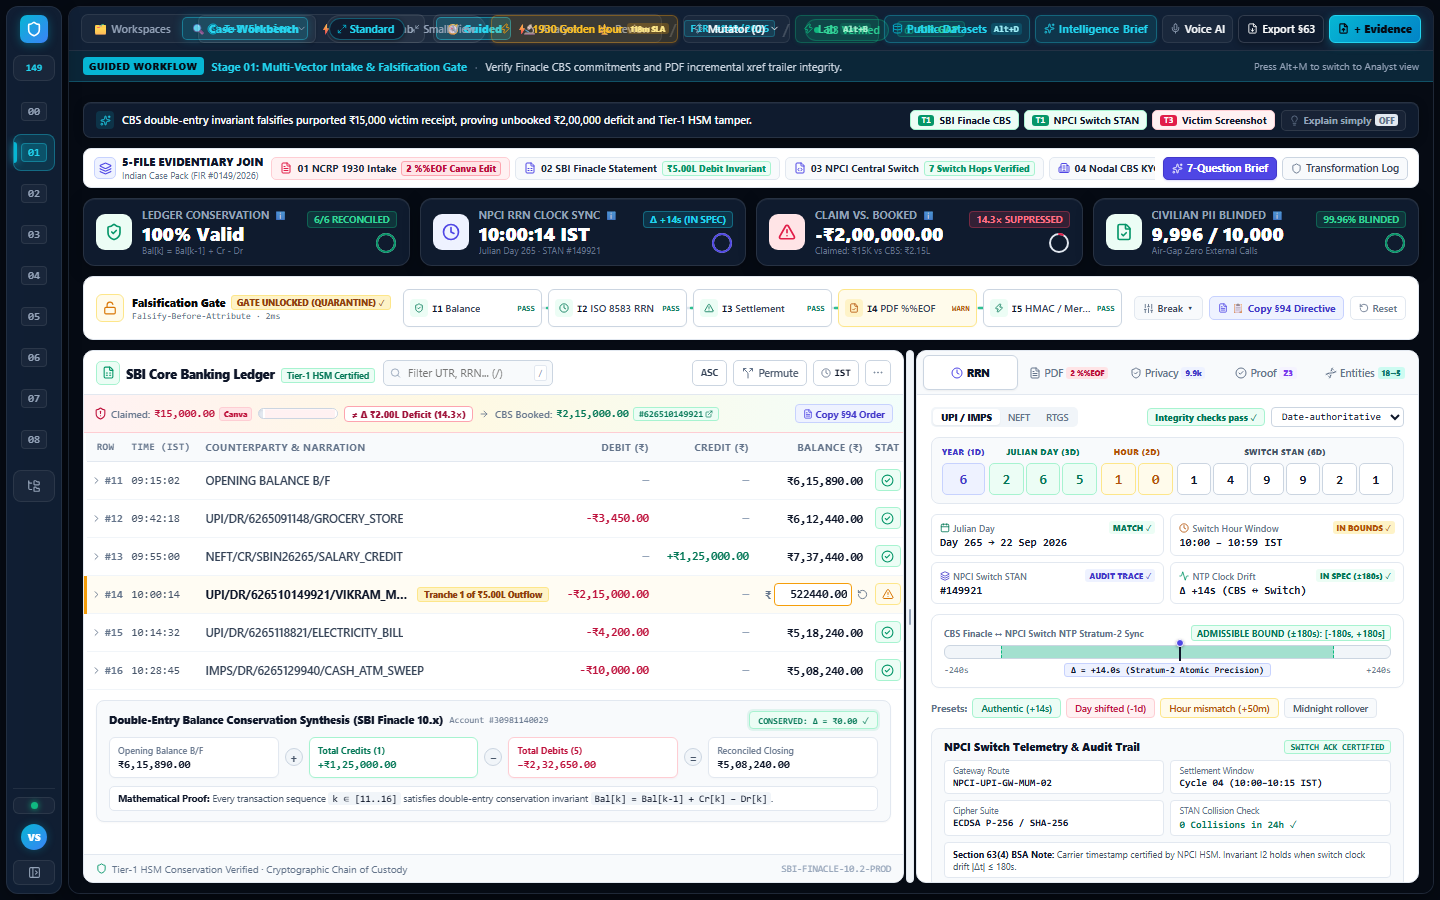 149
00
01
02
03
04
05
06
07
08
VS
Workspaces
Case Workbench
Standard
Guided
1930 Golden Hour
Mutator (0)
Alt+B
Public Datasets Alt+D
Intelligence Brief
Voice AI
Export §63
+ Evidence
GUIDED WORKFLOW Stage 01: Multi-Vector Intake & Falsification Gate · Verify Finacle CBS commitments and PDF incremental xref trailer integrity.
Press Alt+M to switch to Analyst view
CBS double-entry invariant falsifies purported ₹15,000 victim receipt, proving unbooked ₹2,00,000 deficit and Tier-1 HSM tamper.
T1 SBI Finacle CBS
T1 NPCI Switch STAN
T3 Victim Screenshot
Explain simply OFF
5-FILE EVIDENTIARY JOIN
Indian Case Pack (FIR #0149/2026)
01 NCRP 1930 Intake 2 %%EOF Canva Edit
02 SBI Finacle Statement ₹5.00L Debit Invariant
03 NPCI Central Switch 7 Switch Hops Verified
04 Nodal CBS KY
7-Question Brief
Transformation Log
LEDGER CONSERVATION
6/6 RECONCILED
100% Valid
Bal[k] = Bal[k-1] + Cr - Dr
NPCI RRN CLOCK SYNC
Δ +14s (IN SPEC)
10:00:14 IST
Julian Day 265 · STAN #149921
CLAIM VS. BOOKED
14.3× SUPPRESSED
-₹2,00,000.00
Claimed: ₹15K vs CBS: ₹2.15L
CIVILIAN PII BLINDED
99.96% BLINDED
9,996 / 10,000
Air-Gap Zero External Calls
Falsification Gate GATE UNLOCKED (QUARANTINE) ✓
Falsify-Before-Attribute · 2ms
I1 Balance PASS
I2 ISO 8583 RRN PASS
I3 Settlement PASS
I4 PDF %%EOF WARN
I5 HMAC / Mer... PASS
Break
Copy §94 Directive
Reset
SBI Core Banking Ledger Tier-1 HSM Certified
Filter UTR, RRN... (/) /
ASC
Permute
IST
...
Claimed: ₹15,000.00 Canva
≠ Δ ₹2.00L Deficit (14.3×)
→ CBS Booked: ₹2,15,000.00 #626510149921
Copy §94 Order
ROW TIME (IST) COUNTERPARTY & NARRATION DEBIT (₹) CREDIT (₹) BALANCE (₹) STAT
#11 09:15:02 OPENING BALANCE B/F — — ₹6,15,890.00
#12 09:42:18 UPI/DR/6265091148/GROCERY_STORE -₹3,450.00 — ₹6,12,440.00
#13 09:55:00 NEFT/CR/SBIN26265/SALARY_CREDIT — +₹1,25,000.00 ₹7,37,440.00
#14 10:00:14 UPI/DR/626510149921/VIKRAM_M... Tranche 1 of ₹5.00L Outflow -₹2,15,000.00 — ₹ 522440.00
#15 10:14:32 UPI/DR/6265118821/ELECTRICITY_BILL -₹4,200.00 — ₹5,18,240.00
#16 10:28:45 IMPS/DR/6265129940/CASH_ATM_SWEEP -₹10,000.00 — ₹5,08,240.00
Double-Entry Balance Conservation Synthesis (SBI Finacle 10.x) Account #30981140029
CONSERVED: Δ = ₹0.00 ✓
Opening Balance B/F
₹6,15,890.00
+
Total Credits (1)
+₹1,25,000.00
−
Total Debits (5)
-₹2,32,650.00
=
Reconciled Closing
₹5,08,240.00
Mathematical Proof: Every transaction sequence k ∈ [11..16] satisfies double-entry conservation invariant Bal[k] = Bal[k-1] + Cr[k] − Dr[k].
Tier-1 HSM Conservation Verified · Cryptographic Chain of Custody
SBI-FINACLE-10.2-PROD
RRN
PDF 2 %%EOF
Privacy 9.9k
Proof Z3
Entities 18→5
UPI / IMPS NEFT RTGS
Integrity checks pass ✓
Date-authoritative
YEAR (1D) JULIAN DAY (3D) HOUR (2D) SWITCH STAN (6D)
6 2 6 5 1 0 1 4 9 9 2 1
Julian Day MATCH ✓
Day 265 → 22 Sep 2026
Switch Hour Window IN BOUNDS ✓
10:00 – 10:59 IST
NPCI Switch STAN AUDIT TRACE ✓
#149921
NTP Clock Drift IN SPEC (±180s) ✓
Δ +14s (CBS ↔ Switch)
CBS Finacle ↔ NPCI Switch NTP Stratum-2 Sync
ADMISSIBLE BOUND (±180s): [-180s, +180s]
-240s
Δ = +14.0s (Stratum-2 Atomic Precision)
+240s
Presets: Authentic (+14s) Day shifted (-1d) Hour mismatch (+50m) Midnight rollover
NPCI Switch Telemetry & Audit Trail
SWITCH ACK CERTIFIED
Gateway Route
NPCI-UPI-GW-MUM-02
Settlement Window
Cycle 04 (10:00–10:15 IST)
Cipher Suite
ECDSA P-256 / SHA-256
STAN Collision Check
0 Collisions in 24h ✓
Section 63(4) BSA Note: Carrier timestamp certified by NPCI HSM. Invariant I2 holds when switch clock
drift |Δt| ≤ 180s.